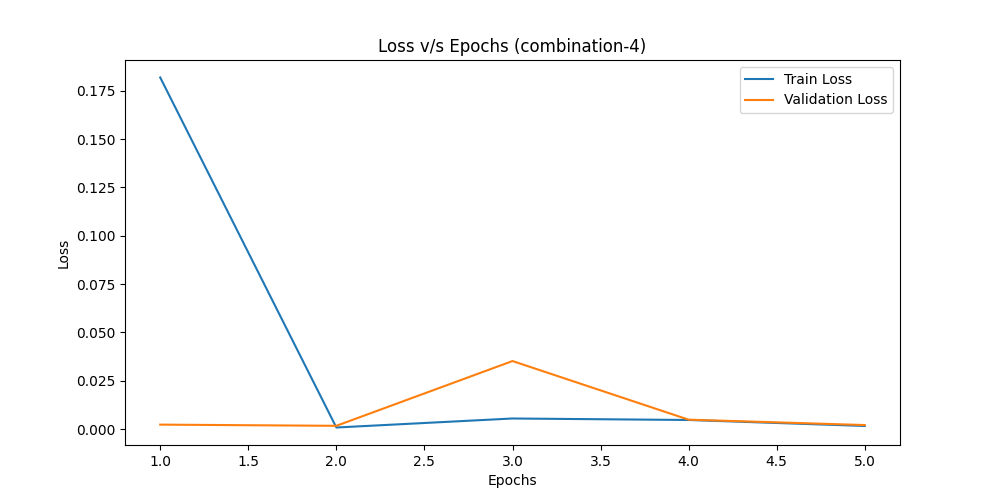 Loss v/s Epochs (combination-4)
Train Loss
Validation Loss
0.175
0.150
0.125
0.100
0.075
0.050
0.025
0.000
Loss
1.0 1.5 2.0 2.5 3.0 3.5 4.0 4.5 5.0
Epochs